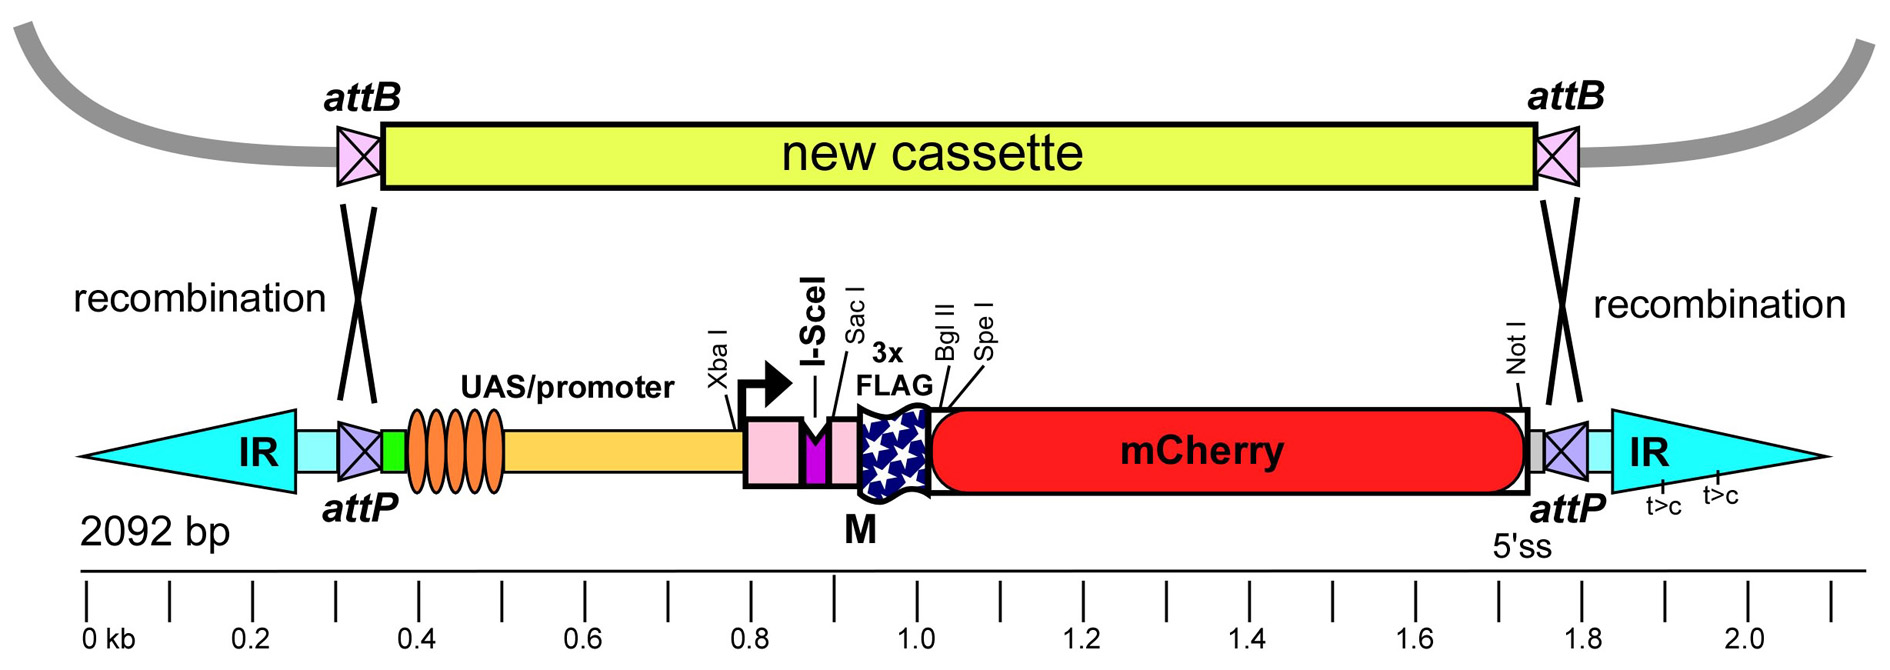 attB
attB
new cassette
recombination
recombination
Xba I
I-SceI
Sac I
3x
FLAG
Bgl II
Spe I
Not I
UAS/promoter
IR
mCherry
IR
attP
M
attP
t>c
t>c
2092 bp
5'ss
0 kb
0.2
0.4
0.6
0.8
1.0
1.2
1.4
1.6
1.8
2.0